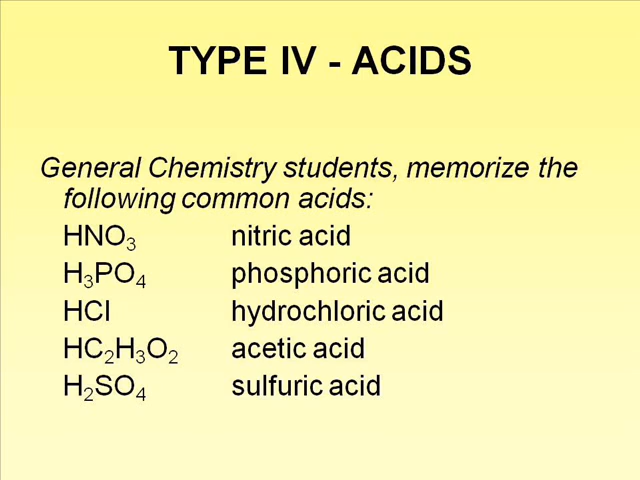 TYPE IV - ACIDS
General Chemistry students, memorize the
following common acids:
HNO₃ nitric acid
H₃PO₄ phosphoric acid
HCl hydrochloric acid
HC₂H₃O₂ acetic acid
H₂SO₄ sulfuric acid